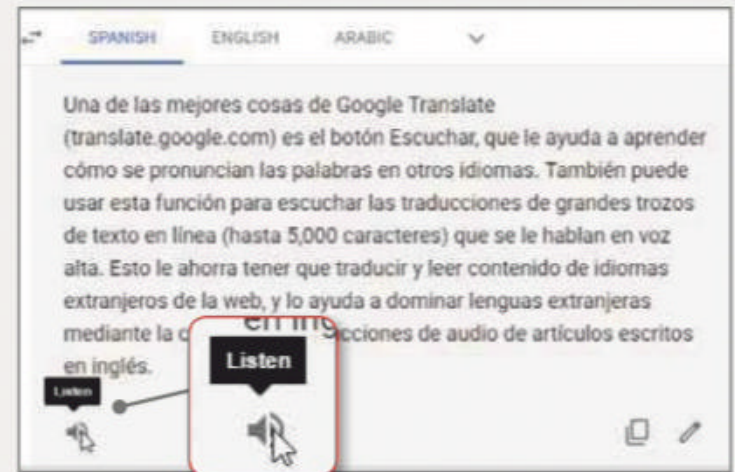 SPANISH ENGLISH ARABIC
Una de las mejores cosas de Google Translate
(translate.google.com) es el botón Escuchar, que le ayuda a aprender
cómo se pronuncian las palabras en otros idiomas. También puede
usar esta función para escuchar las traducciones de grandes trozos
de texto en línea (hasta 5,000 caracteres) que se le hablan en voz
alta. Esto le ahorra tener que traducir y leer contenido de idiomas
extranjeros de la web, y lo ayuda a dominar lenguas extranjeras
mediante la cciones de audio de artículos escritos
en inglés.
Listen
Listen